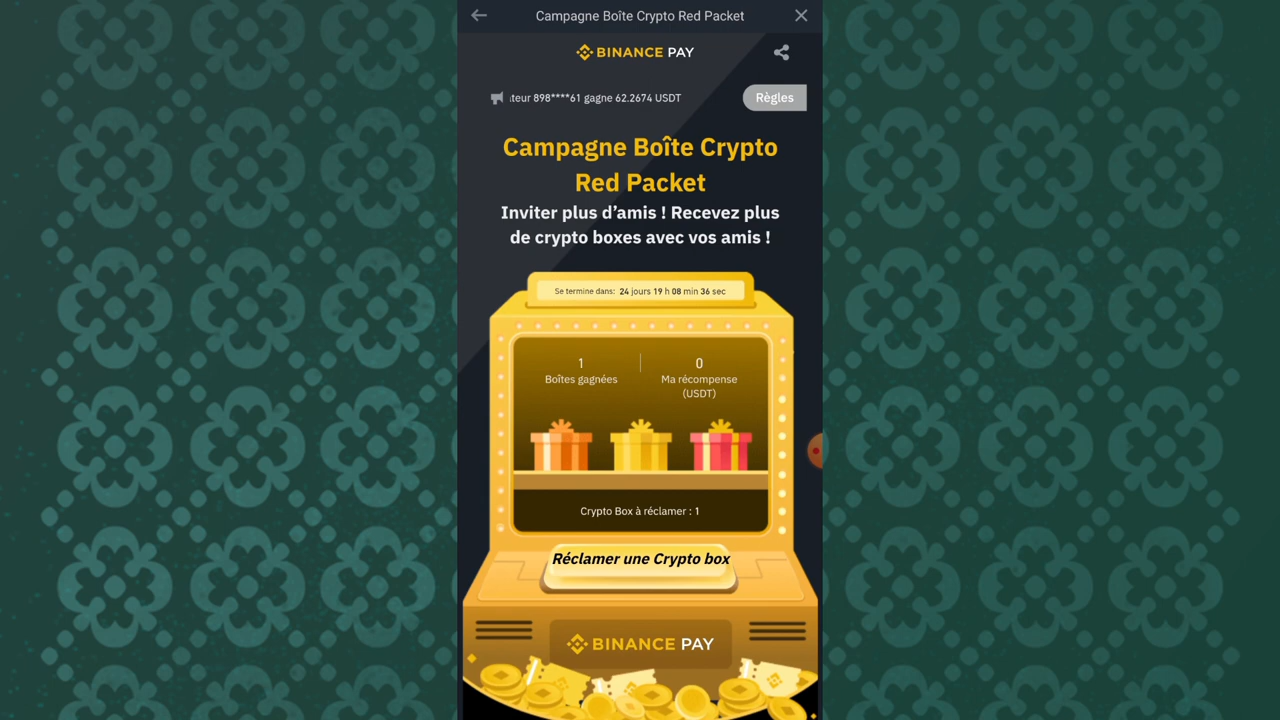 Campagne Boîte Crypto Red Packet
BINANCE PAY
ateur 898****61 gagne 62.2674 USDT
Règles
Campagne Boîte Crypto
Red Packet
Inviter plus d’amis ! Recevez plus
de crypto boxes avec vos amis !
Se termine dans: 24 jours 19 h 08 min 36 sec
1
Boîtes gagnées
0
Ma récompense
(USDT)
Crypto Box à réclamer : 1
Réclamer une Crypto box
BINANCE PAY